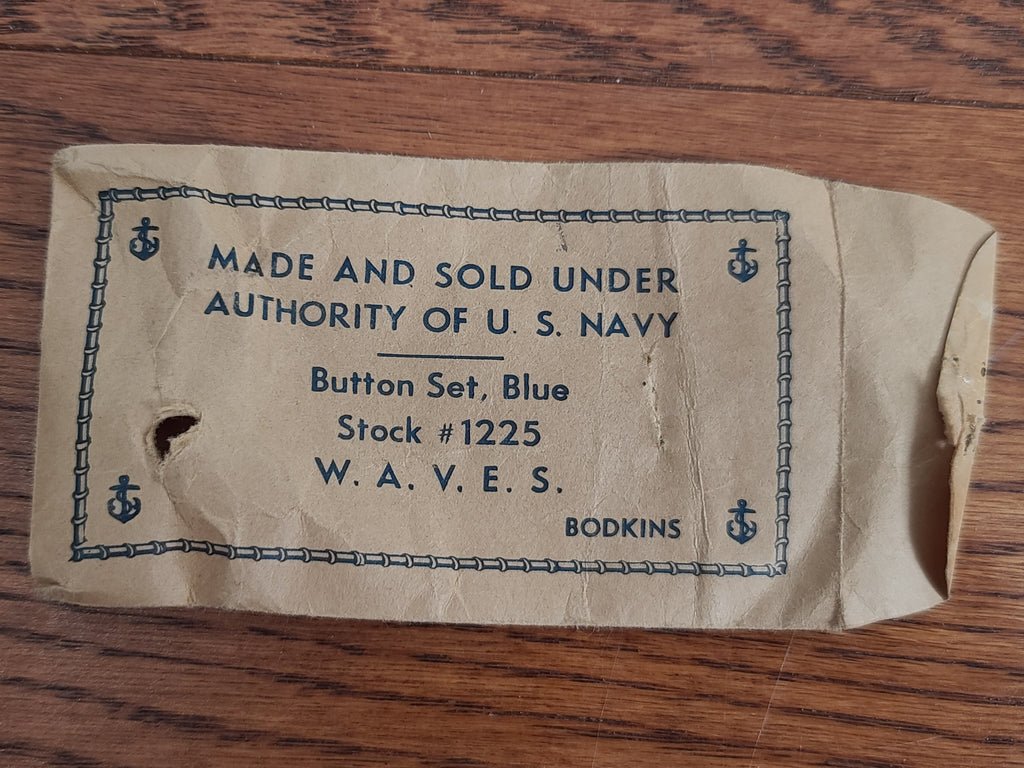 MADE AND SOLD UNDER
AUTHORITY OF U. S. NAVY
Button Set, Blue
Stock #1225
W. A. V. E. S.
BODKINS